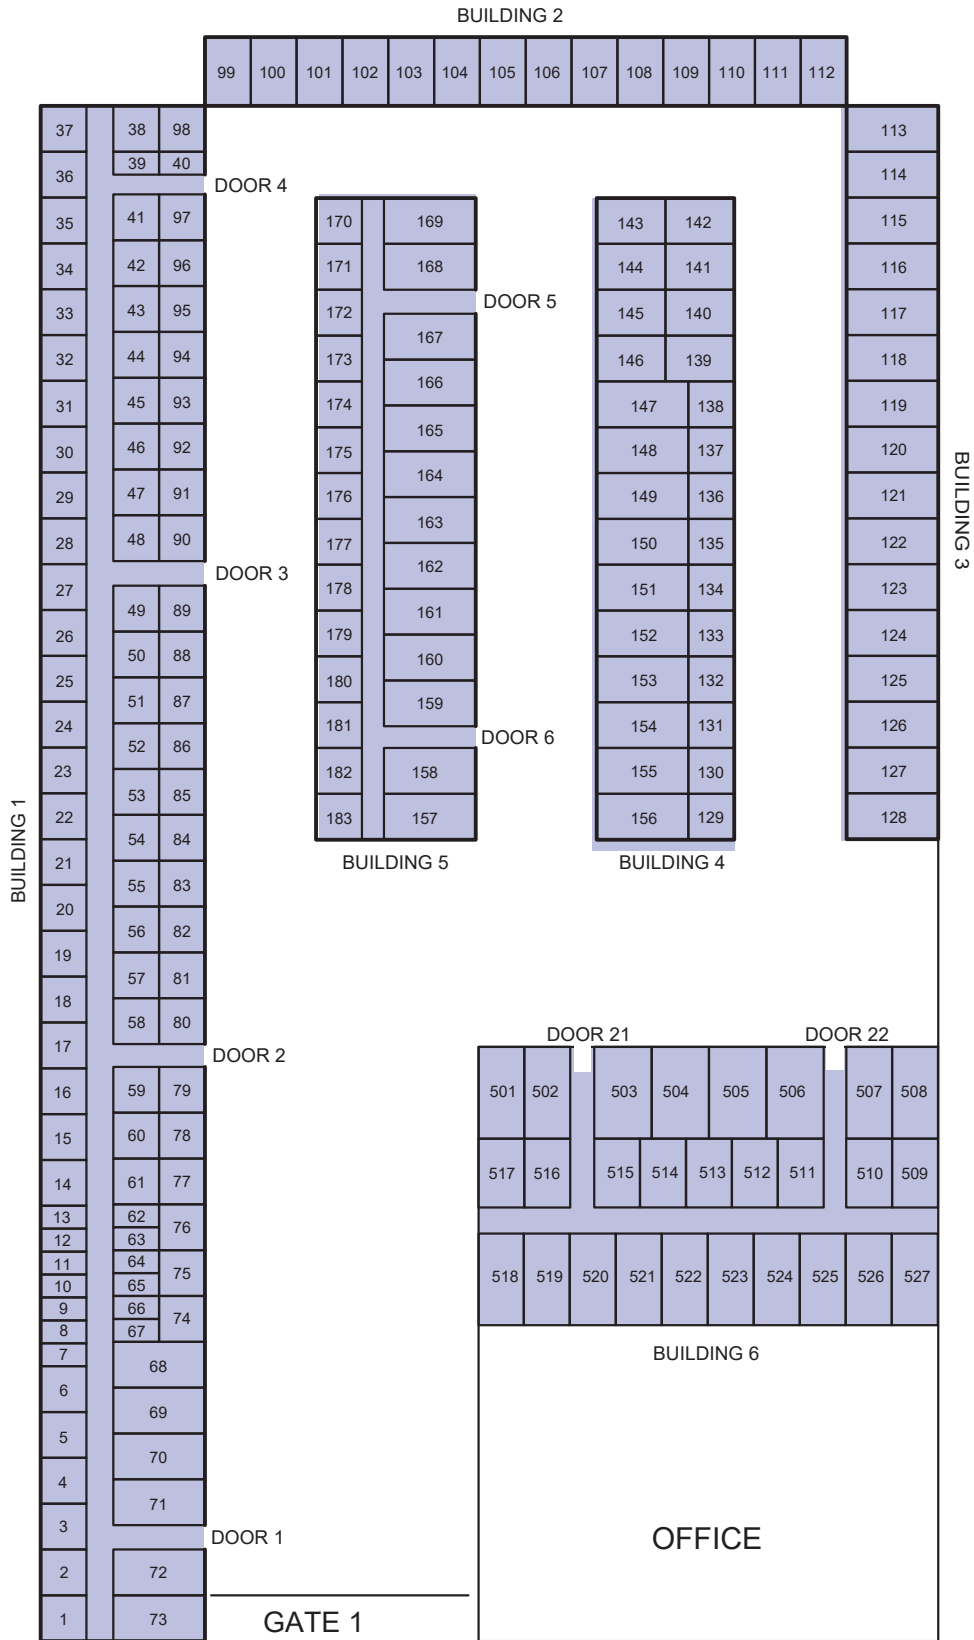 BUILDING 2
99 100 101 102 103 104 105 106 107 108 109 110 111 112
37 38 98 113
39 40
36 DOOR 4 114
35 41 97 170 169 143 142 115
34 42 96 171 168 144 141 116
33 43 95 172 DOOR 5 145 140 117
32 44 94 173 167 146 139 118
31 45 93 174 166 147 138 119
30 46 92 175 165 148 137 120
29 47 91 176 164 149 136 121
28 48 90 177 163 150 135 122
27 DOOR 3 178 162 151 134 123
26 49 89 179 161 152 133 124
25 50 88 180 160 153 132 125
24 51 87 181 159 154 131 126
23 52 86 182 DOOR 6 155 130 127
22 53 85 183 158 156 129 128
21 54 84 157
BUILDING 3
BUILDING 1
BUILDING 5 BUILDING 4
20 55 83
19 56 82
18 57 81
17 58 80
DOOR 2 DOOR 21 DOOR 22
16 59 79 501 502 503 504 505 506 507 508
15 60 78
14 61 77 517 516 515 514 513 512 511 510 509
13 62 76
12 63
11 64 75
10 65
9 66 74
8 67
518 519 520 521 522 523 524 525 526 527
7 68
BUILDING 6
6 69
5 70
4 71
3 DOOR 1
OFFICE
2 72
1 73
GATE 1